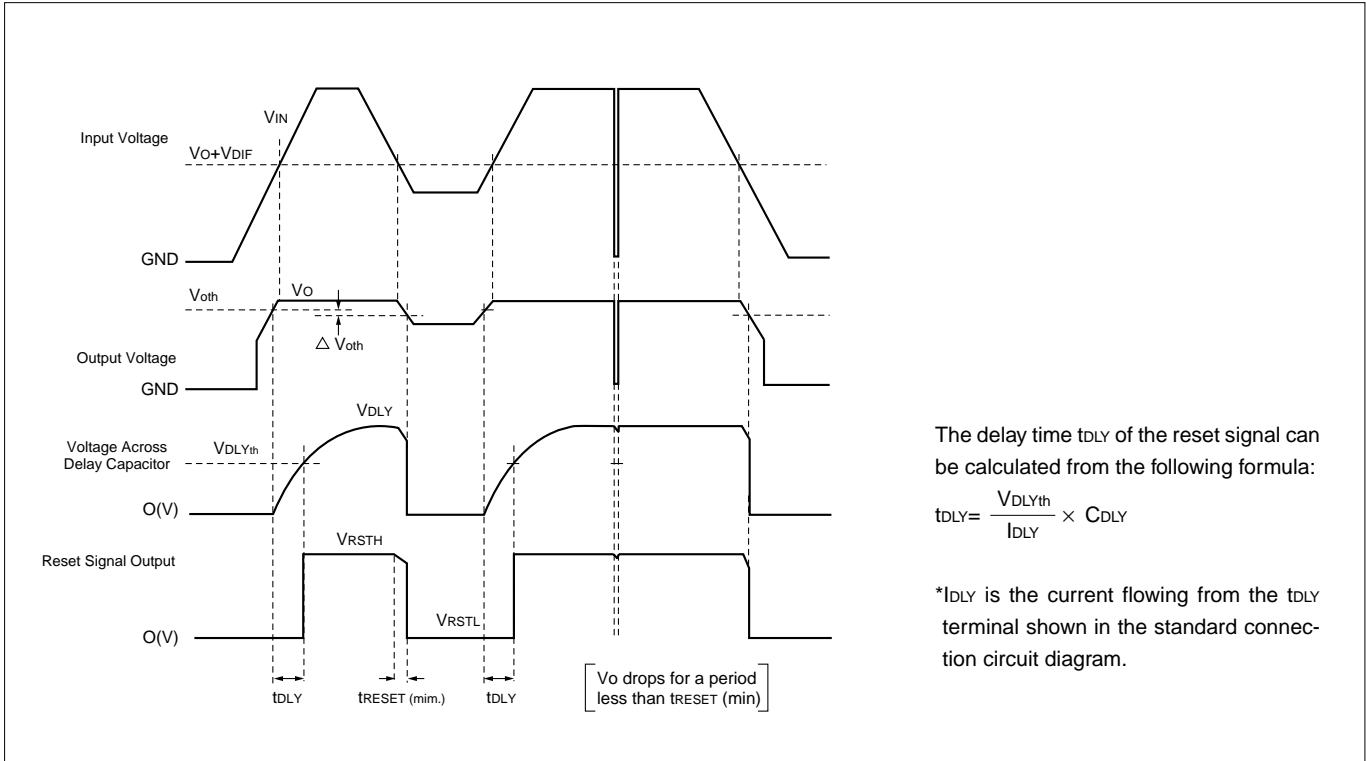 VIN
Input Voltage
VO+VDIF
GND
Voth
VO
△ Voth
Output Voltage
GND
VDLY
Voltage Across
Delay Capacitor
VDLYth
O(V)
Reset Signal Output
VRSTH
VRSTL
O(V)
tDLY
tRESET (mim.)
tDLY
Vo drops for a period
less than tRESET (min)
The delay time tDLY of the reset signal can
be calculated from the following formula:
tDLY= VDLYth / IDLY × CDLY
*IDLY is the current flowing from the tDLY
terminal shown in the standard connec-
tion circuit diagram.